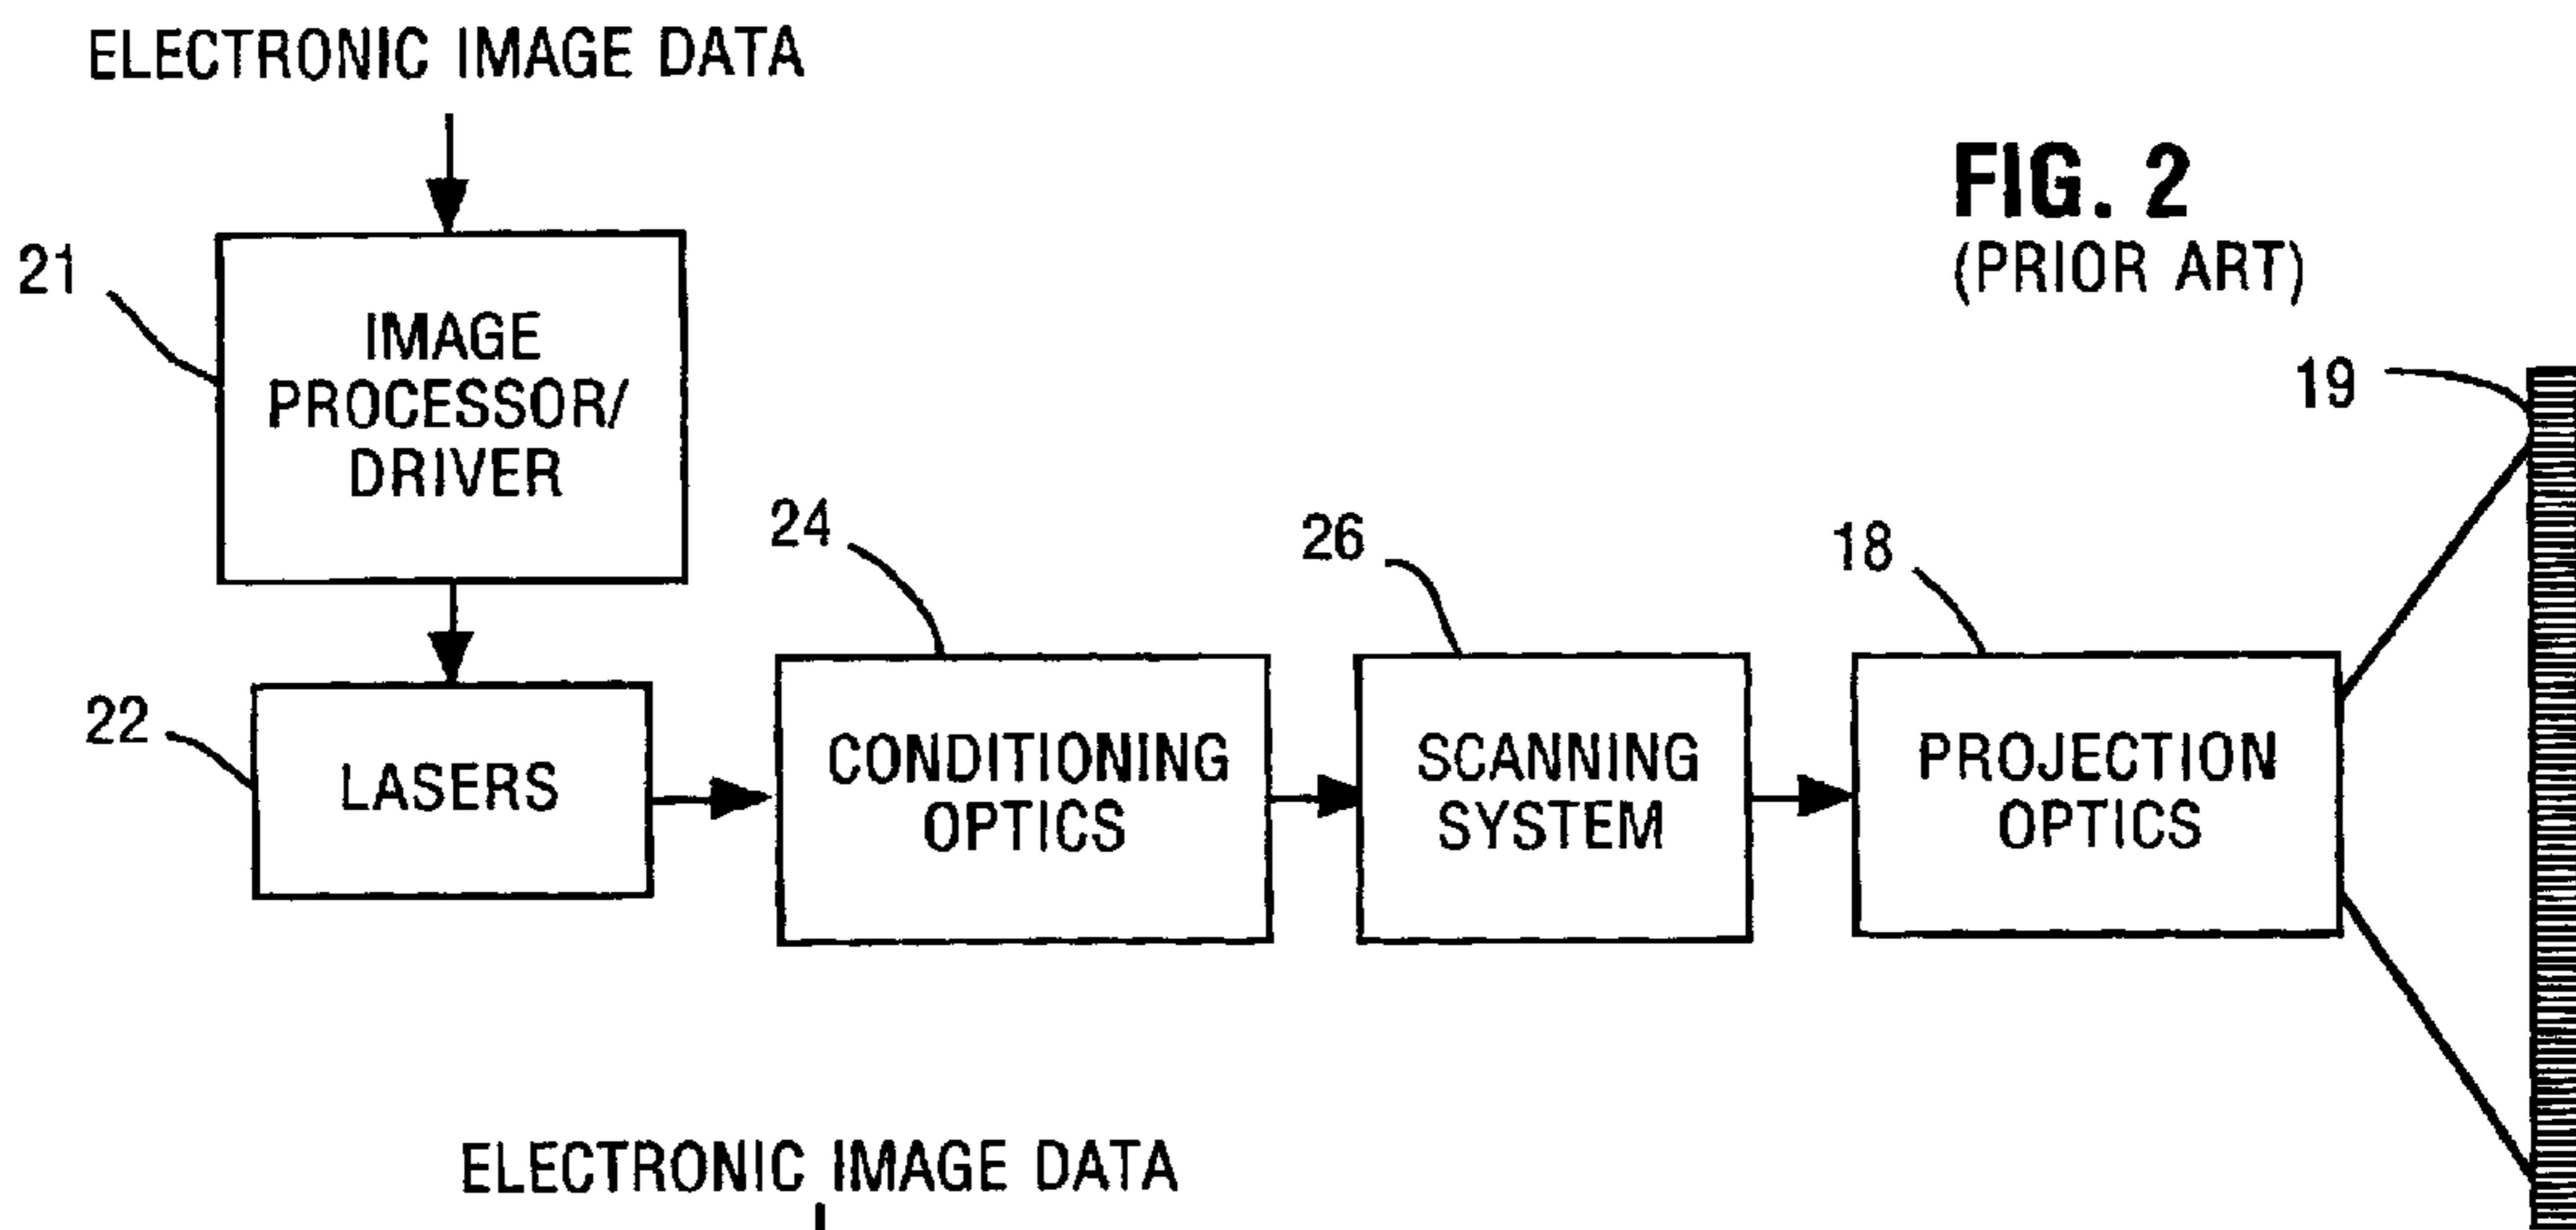 ELECTRONIC IMAGE DATA
FIG. 2
(PRIOR ART)
21
IMAGE
PROCESSOR/
DRIVER
19
24
26
18
22
LASERS
CONDITIONING
OPTICS
SCANNING
SYSTEM
PROJECTION
OPTICS
ELECTRONIC IMAGE DATA